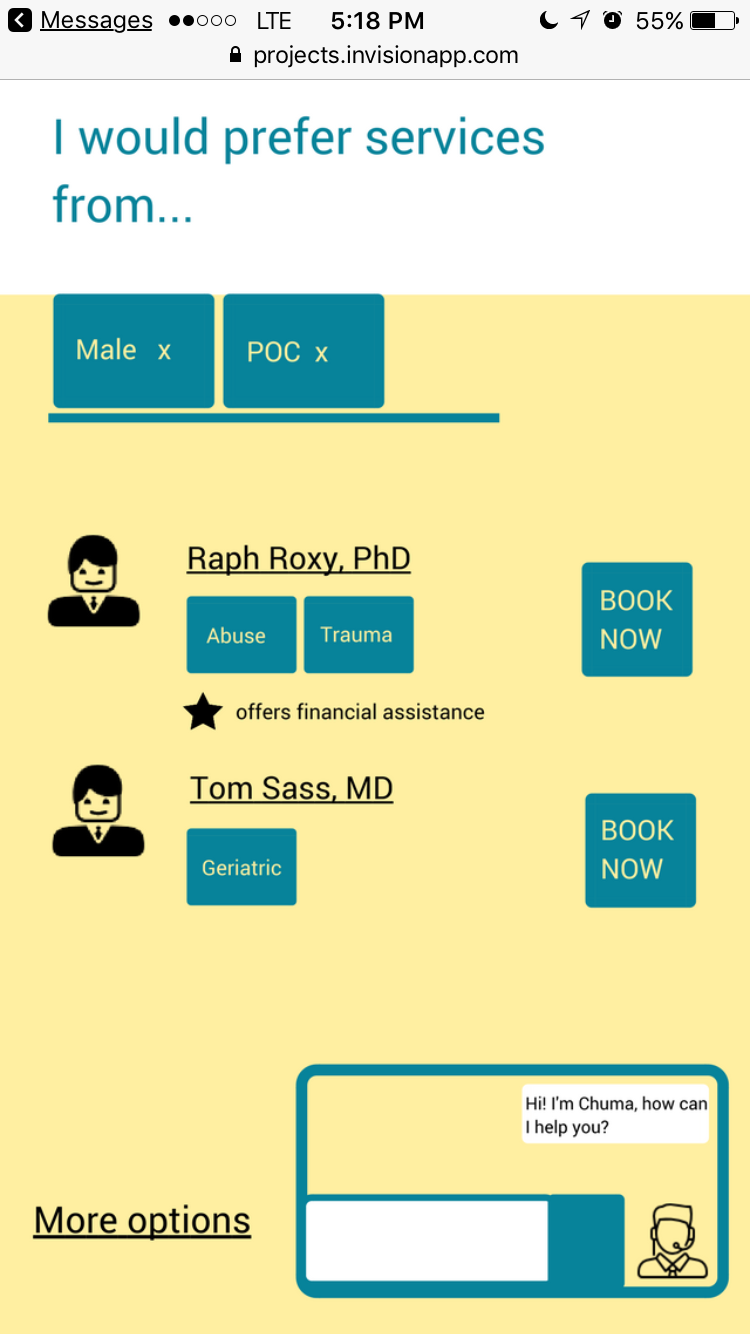 Messages LTE 5:18 PM 55%
projects.invisionapp.com
I would prefer services
from...
Male x POC x
Raph Roxy, PhD
Abuse Trauma
BOOK
NOW
offers financial assistance
Tom Sass, MD
Geriatric
BOOK
NOW
Hi! I'm Chuma, how can
I help you?
More options